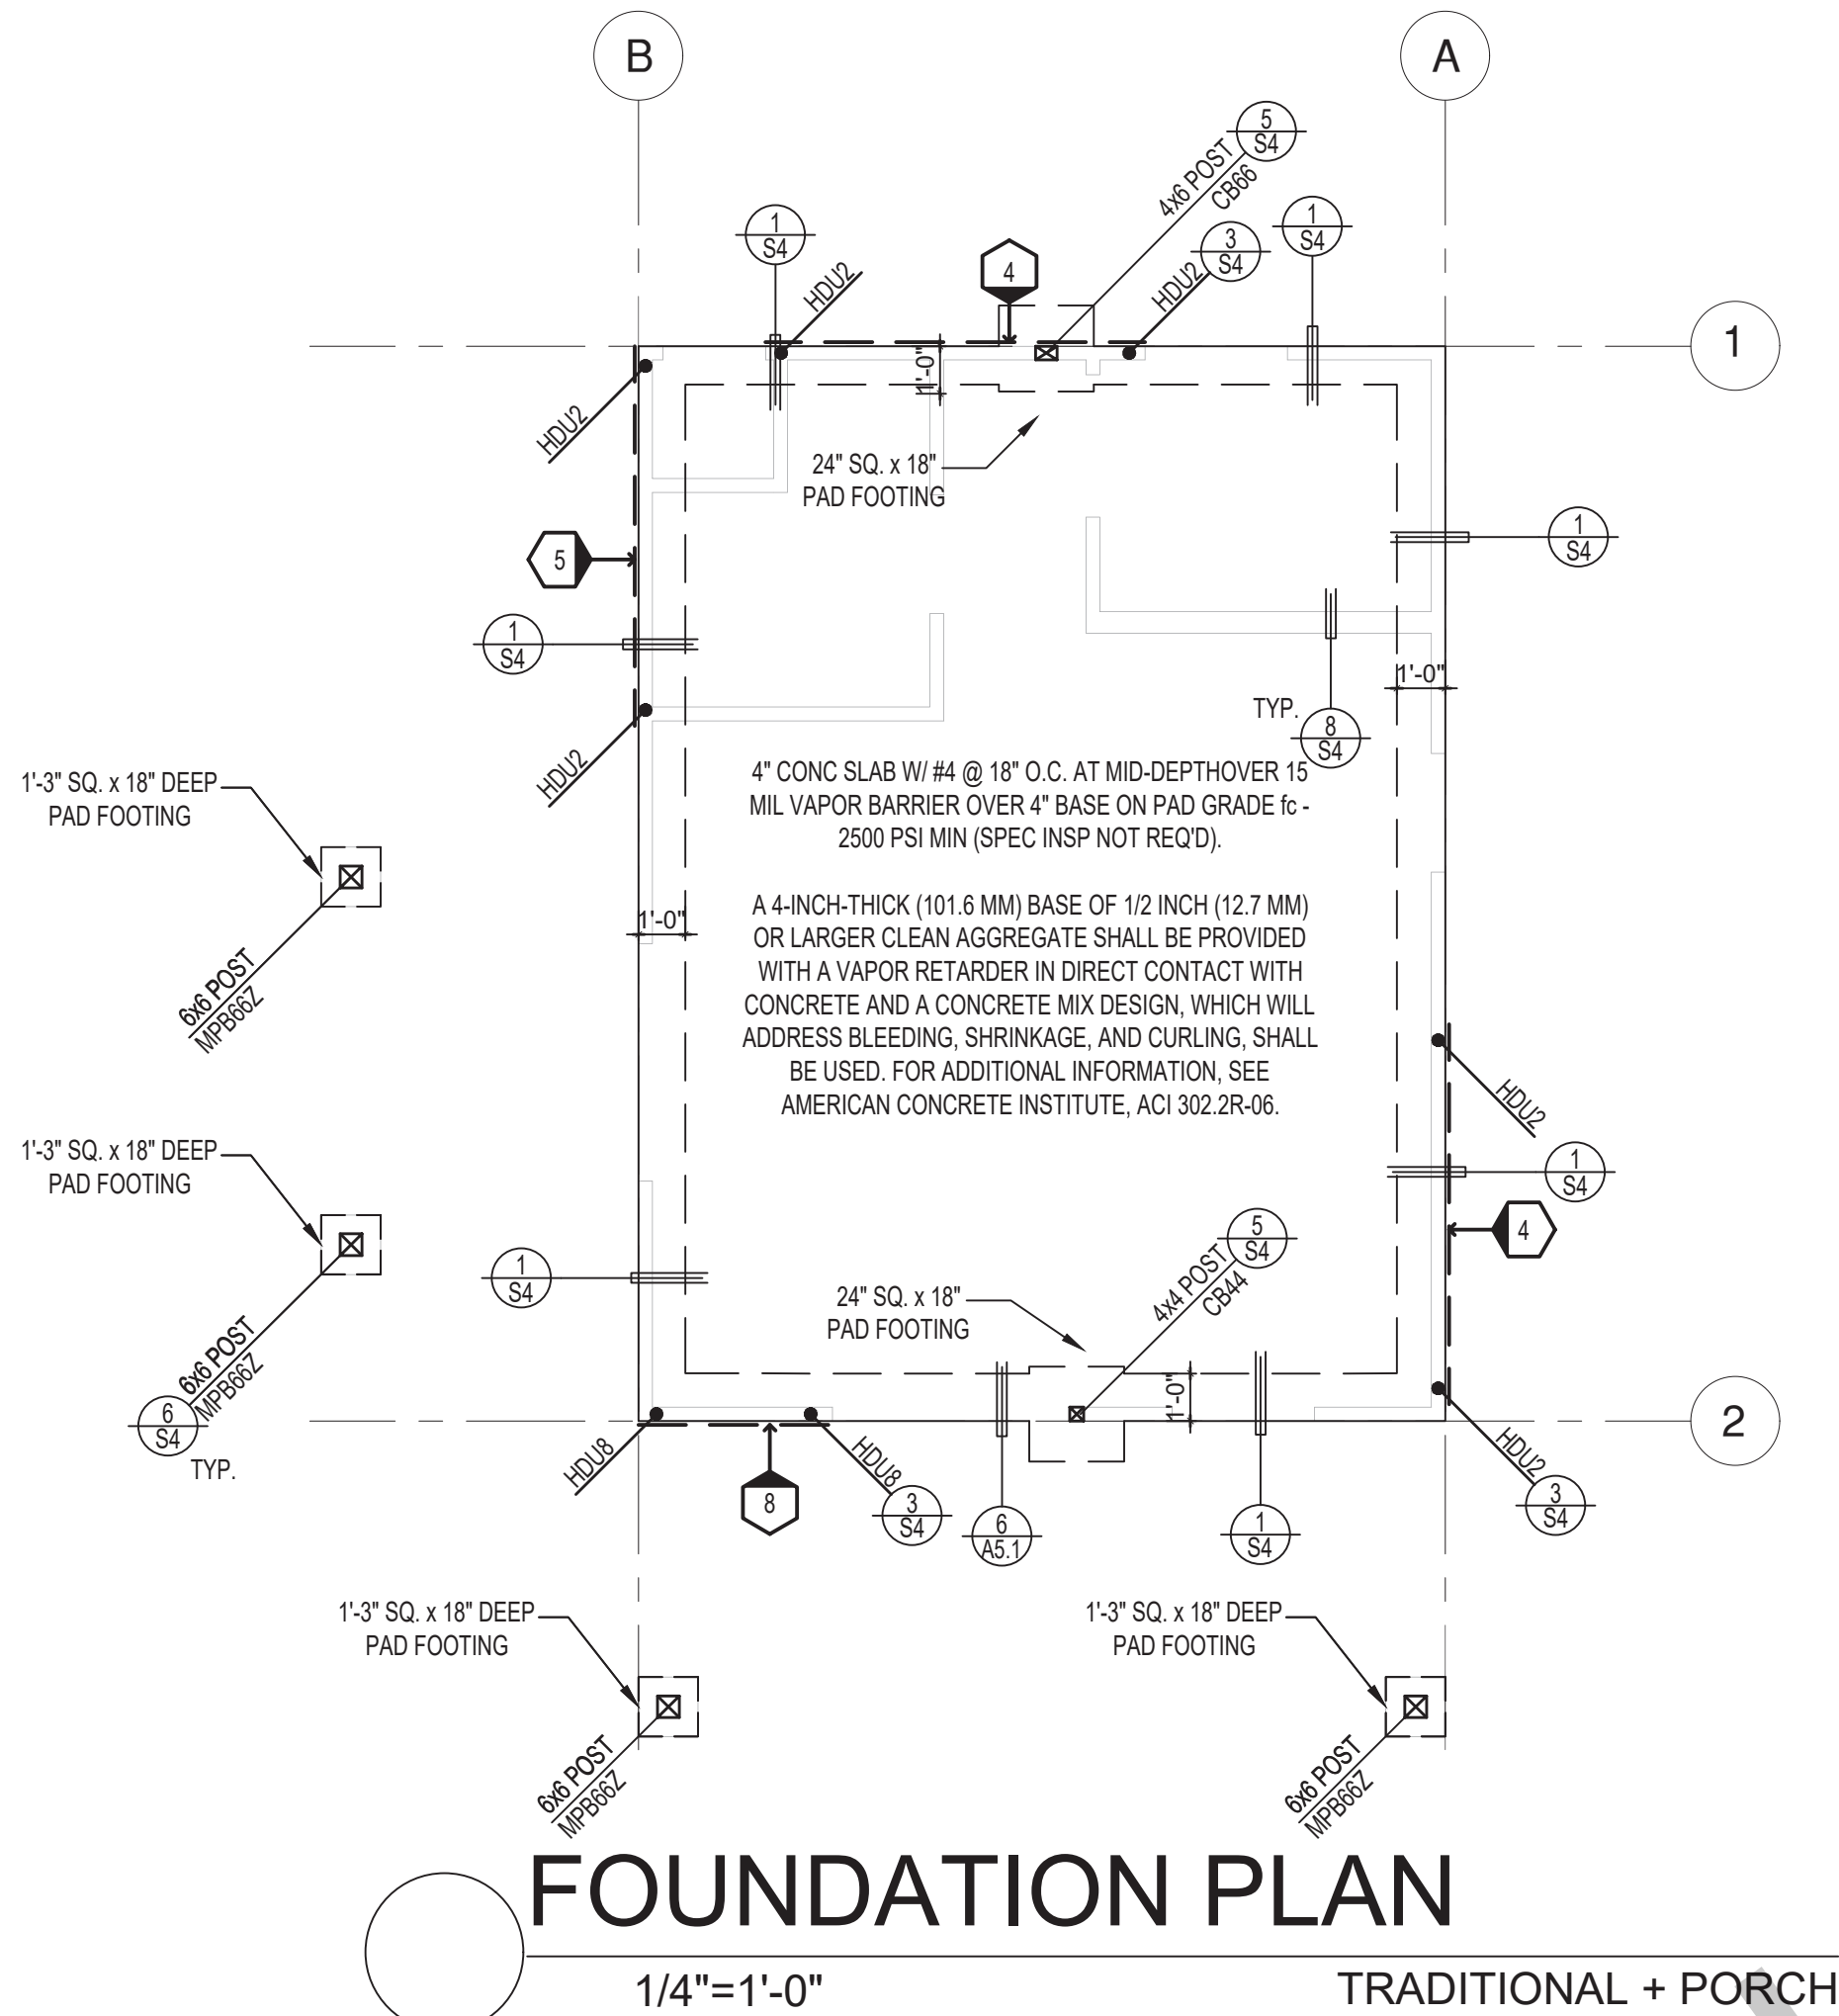 B
A
5
S4
4x6 POST
CB66
1
S4
3
S4
1
S4
HDU2
4
HDU2
1
1'-0"
HDU2
24" SQ. x 18"
PAD FOOTING
5
1
S4
1
S4
1'-0"
TYP.
8
S4
HDU2
1'-3" SQ. x 18" DEEP
PAD FOOTING
4" CONC SLAB W/ #4 @ 18" O.C. AT MID-DEPTHOVER 15
MIL VAPOR BARRIER OVER 4" BASE ON PAD GRADE fc -
2500 PSI MIN (SPEC INSP NOT REQ'D).
A 4-INCH-THICK (101.6 MM) BASE OF 1/2 INCH (12.7 MM)
OR LARGER CLEAN AGGREGATE SHALL BE PROVIDED
WITH A VAPOR RETARDER IN DIRECT CONTACT WITH
CONCRETE AND A CONCRETE MIX DESIGN, WHICH WILL
ADDRESS BLEEDING, SHRINKAGE, AND CURLING, SHALL
BE USED. FOR ADDITIONAL INFORMATION, SEE
AMERICAN CONCRETE INSTITUTE, ACI 302.2R-06.
1'-0"
6x6 POST
MPB66Z
HDU2
1'-3" SQ. x 18" DEEP
PAD FOOTING
1
S4
4
5
S4
4x4 POST
CB44
1
S4
24" SQ. x 18"
PAD FOOTING
6x6 POST
MPB66Z
6
S4
TYP.
1'-0"
2
HDU8
8
HDU8
3
S4
6
A5.1
1
S4
HDU2
3
S4
1'-3" SQ. x 18" DEEP
PAD FOOTING
1'-3" SQ. x 18" DEEP
PAD FOOTING
6x6 POST
MPB66Z
6x6 POST
MPB66Z
FOUNDATION PLAN
1/4"=1'-0"
TRADITIONAL + PORCH